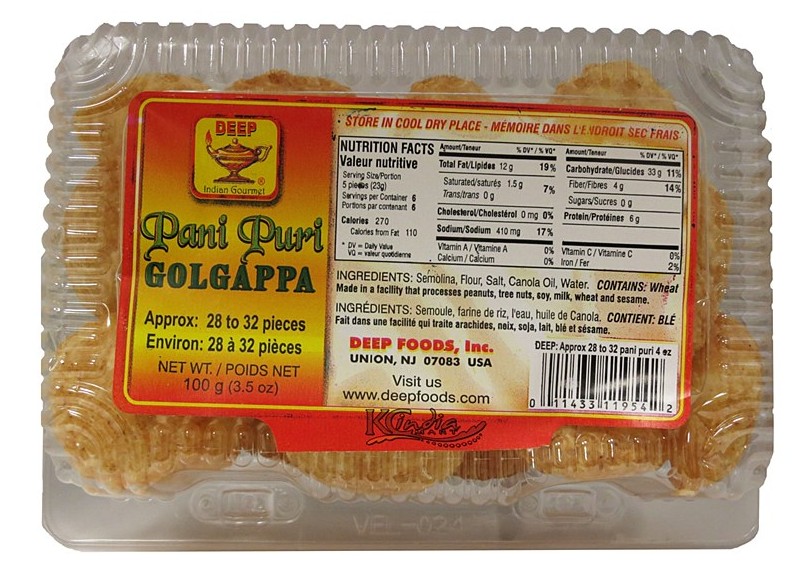 DEEP
®
Indian Gourmet
Pani Puri
GOLGAPPA
Approx: 28 to 32 pieces
Environ: 28 à 32 pièces
NET WT. / POIDS NET
100 g (3.5 oz)
STORE IN COOL DRY PLACE - MÉMOIRE DANS L'ENDROIT SEC FRAIS
NUTRITION FACTS
Valeur nutritive
Serving Size/Portion
5 pieces (23g)
Servings per Container 6
Portions par contenant 6
Calories 270
Calories from Fat 110
* DV = Daily Value
VQ = valeur quotidienne
Amount/Teneur % DV* / % VQ*
Total Fat/Lipides 12 g 19%
Saturated/saturés 1.5 g 7%
Trans/trans 0 g
Cholesterol/Cholestérol 0 mg 0%
Sodium/Sodium 410 mg 17%
Vitamin A / Vitamine A 0%
Calcium / Calcium 0%
Amount/Teneur % DV* / % VQ*
Carbohydrate/Glucides 33 g 11%
Fiber/Fibres 4 g 14%
Sugars/Sucres 0 g
Protein/Protéines 6 g
Vitamin C / Vitamine C 0%
Iron / Fer 2%
INGREDIENTS: Semolina, Flour, Salt, Canola Oil, Water. CONTAINS: Wheat
Made in a facility that processes peanuts, tree nuts, soy, milk, wheat and sesame.
INGRÉDIENTS: Semoule, farine de riz, l'eau, huile de Canola. CONTIENT: BLÉ
Fait dans une facilité qui traite arachides, neix, soja, lait, blé et sésame.
DEEP FOODS, Inc.
UNION, NJ 07083 USA
Visit us
www.deepfoods.com
DEEP: Approx 28 to 32 pani puri 4 oz
0 11433 11954 2
KC India
MART
VEL-024